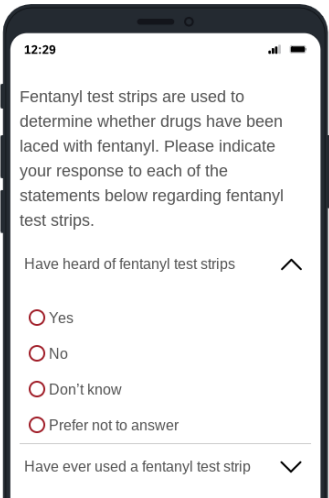 12:29
Fentanyl test strips are used to
determine whether drugs have been
laced with fentanyl. Please indicate
your response to each of the
statements below regarding fentanyl
test strips.
Have heard of fentanyl test strips
Yes
No
Don't know
Prefer not to answer
Have ever used a fentanyl test strip